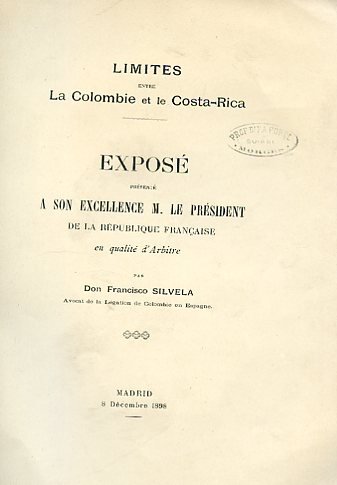 LIMITES
ENTRE
La Colombie et le Costa-Rica
EXPOSÉ
PRÉSENTÉ
A SON EXCELLENCE M. LE PRÉSIDENT
DE LA RÉPUBLIQUE FRANÇAISE
en qualité d'Arbitre
PAR
Don Francisco SILVELA
Avocat de la Légation de Colombie en Espagne.
MADRID
8 Décembre 1898
MORGES